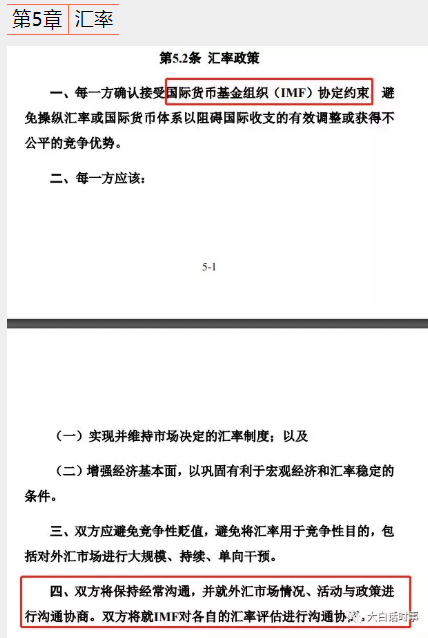 第5章 汇率
第5.2条 汇率政策
一、每一方确认接受国际货币基金组织（IMF）协定约束，避
免操纵汇率或国际货币体系以阻碍国际收支的有效调整或获得不
公平的竞争优势。
二、每一方应该：
5-1
（一）实现并维持市场决定的汇率制度；以及
（二）增强经济基本面，以巩固有利于宏观经济和汇率稳定的
条件。
三、双方应避免竞争性贬值，避免将汇率用于竞争性目的，包
括对外汇市场进行大规模、持续、单向干预。
四、双方将保持经常沟通，并就外汇市场情况、活动与政策进
行沟通协商。双方将就IMF对各自的汇率评估进行沟通协商。
大白话时事